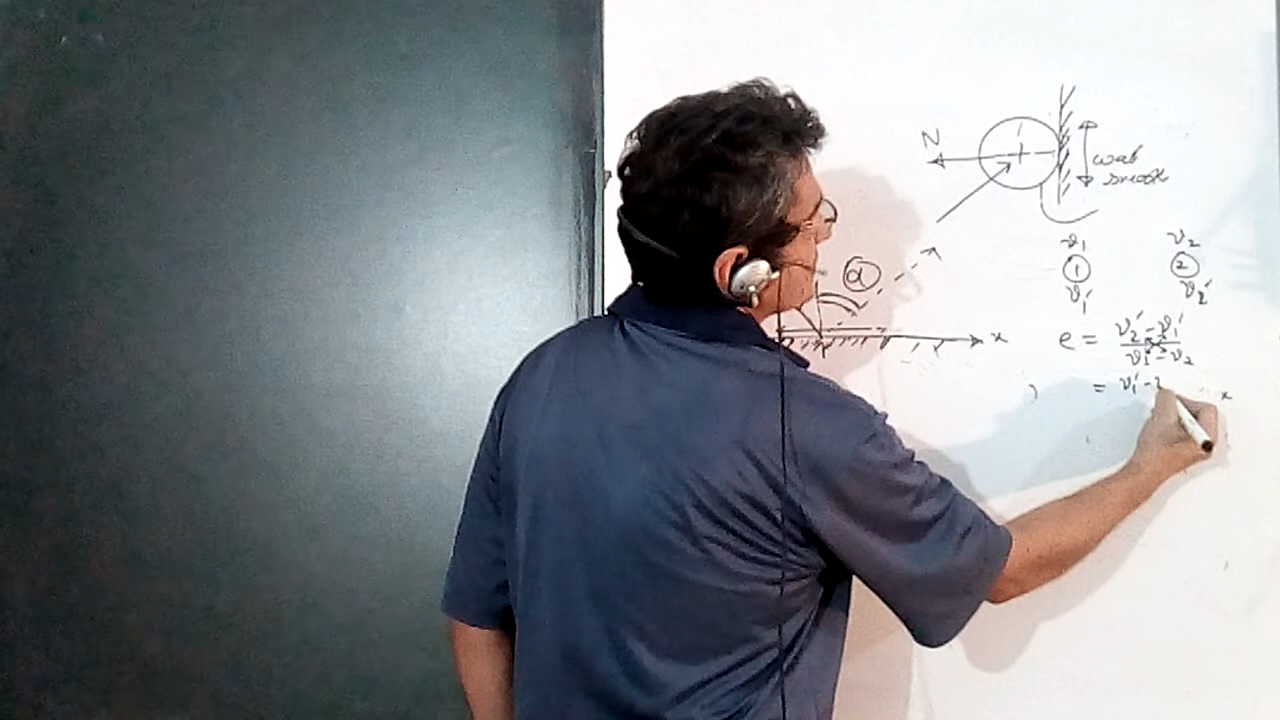 N
wall
smooth
α
x
v₁ v₂
1 2
v₁' v₂'
e = (v₂' - v₁') / (v₁ - v₂)
= v₁' -
x